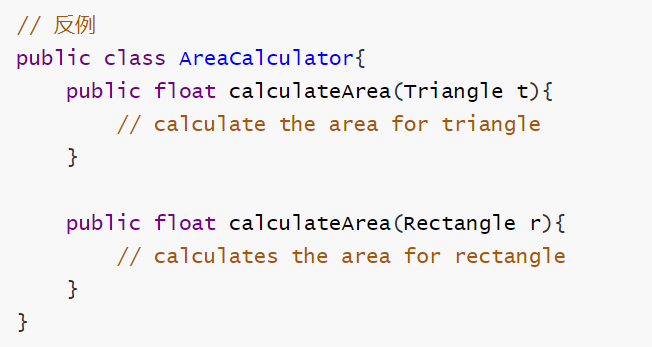 // 反例
public class AreaCalculator{
    public float calculateArea(Triangle t){
        // calculate the area for triangle
    }

    public float calculateArea(Rectangle r){
        // calculates the area for rectangle
    }
}